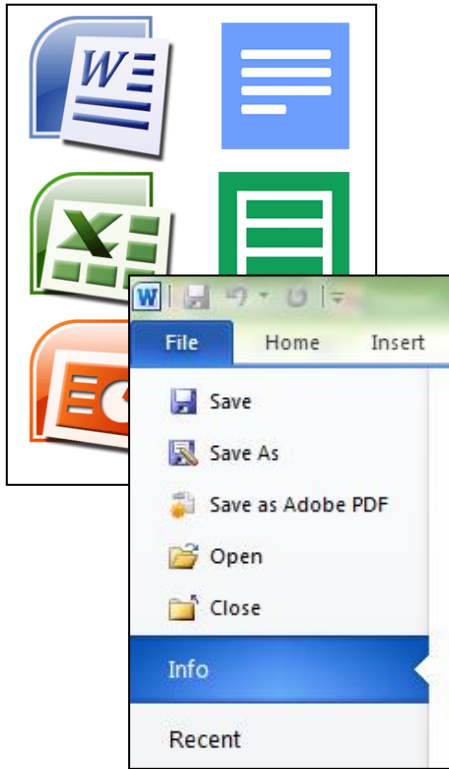 W
X
W
File Home Insert
Save
Save As
Save as Adobe PDF
Open
Close
Info
Recent